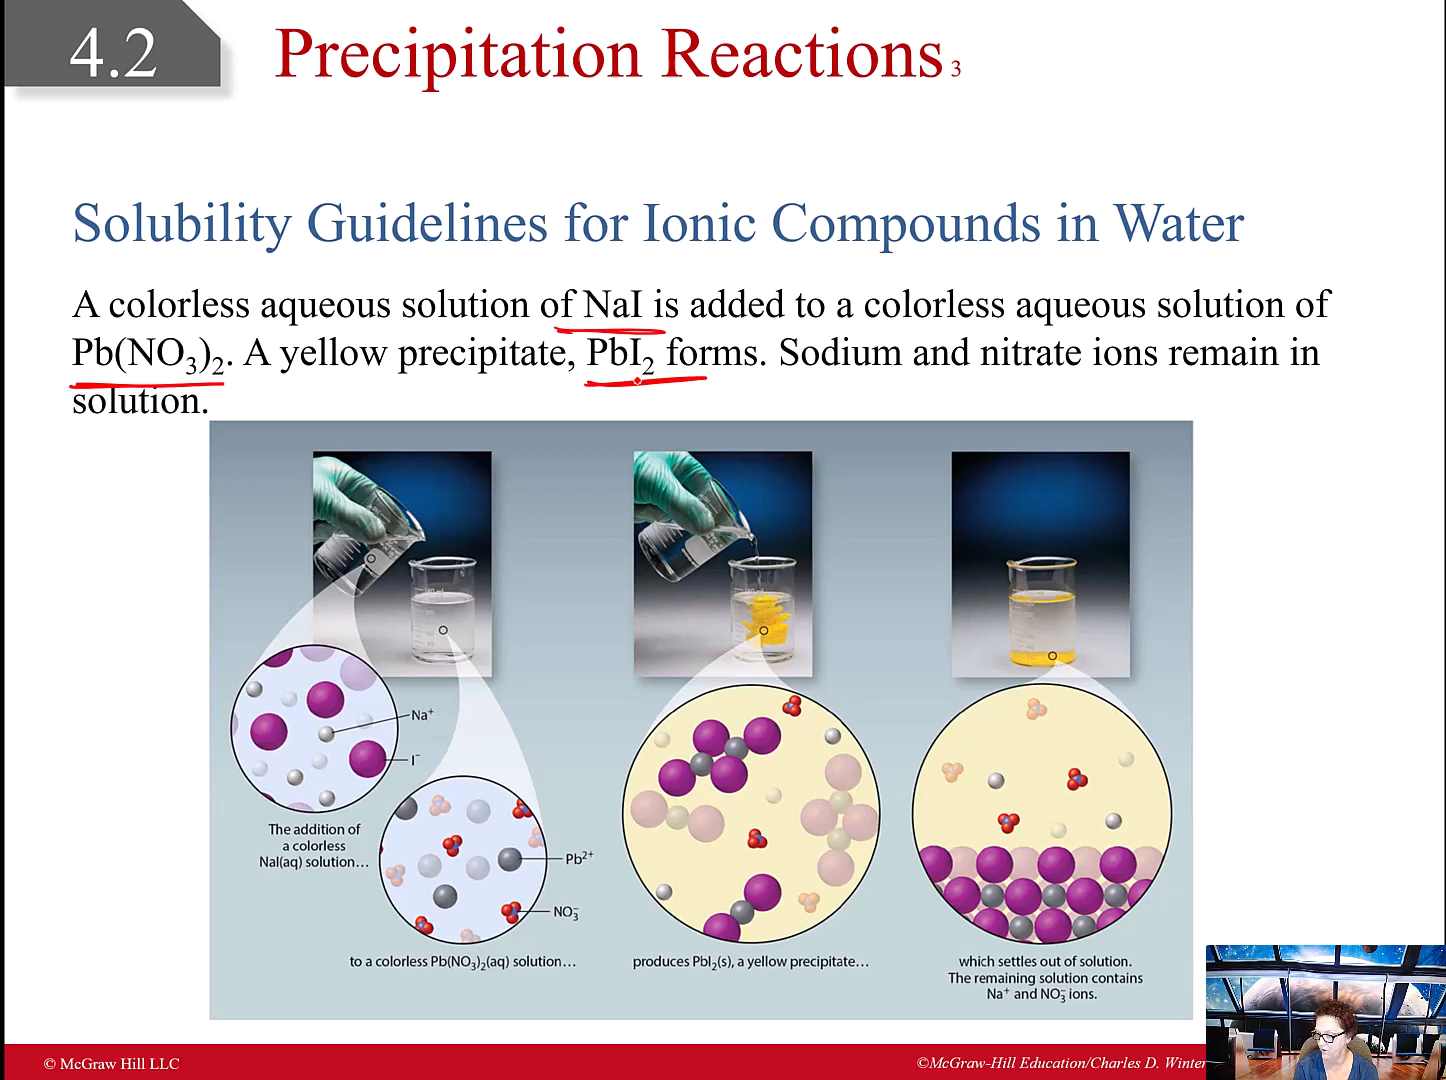 4.2
Precipitation Reactions 3
Solubility Guidelines for Ionic Compounds in Water
A colorless aqueous solution of NaI is added to a colorless aqueous solution of
Pb(NO₃)₂. A yellow precipitate, PbI₂ forms. Sodium and nitrate ions remain in
solution.
Na⁺
I⁻
The addition of
a colorless
NaI(aq) solution...
Pb²⁺
NO₃⁻
to a colorless Pb(NO₃)₂(aq) solution...
produces PbI₂(s), a yellow precipitate...
which settles out of solution.
The remaining solution contains
Na⁺ and NO₃⁻ ions.
© McGraw Hill LLC
©McGraw-Hill Education/Charles D. Winter